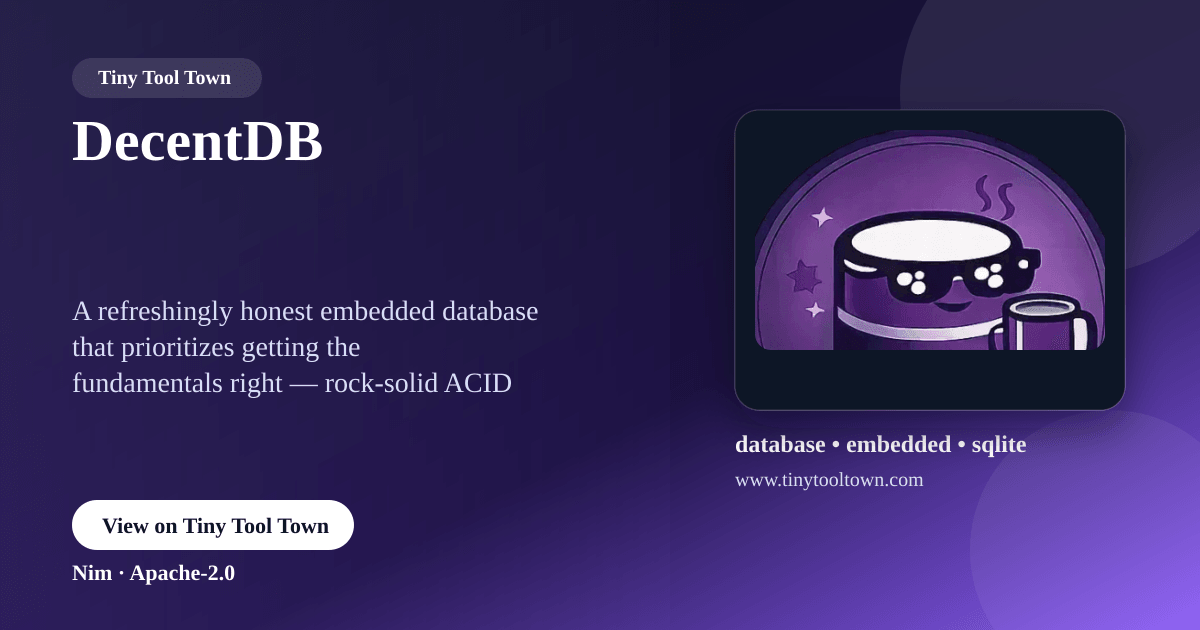 Tiny Tool Town
DecentDB
A refreshingly honest embedded database
that prioritizes getting the
fundamentals right — rock-solid ACID
View on Tiny Tool Town
Nim · Apache-2.0
database • embedded • sqlite
www.tinytooltown.com